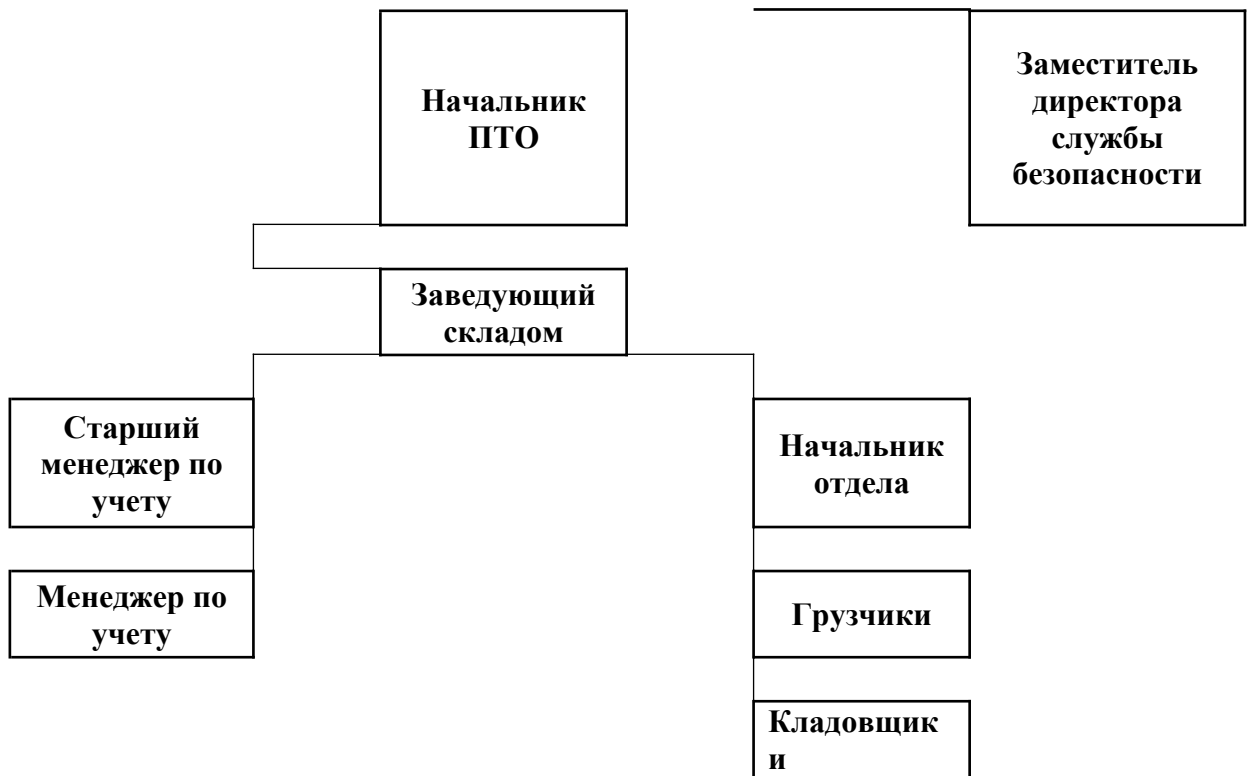 Начальник
ПТО
Заместитель
директора
службы
безопасности
Заведующий
складом
Старший
менеджер по
учету
Начальник
отдела
Менеджер по
учету
Грузчики
Кладовщик
и